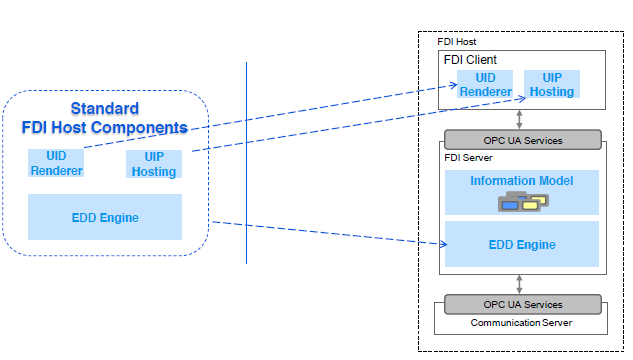 Standard
FDI Host Components
UID
Renderer
UIP
Hosting
EDD Engine
FDI Host
FDI Client
UID
Renderer
UIP
Hosting
OPC UA Services
FDI Server
Information Model
EDD Engine
OPC UA Services
Communication Server